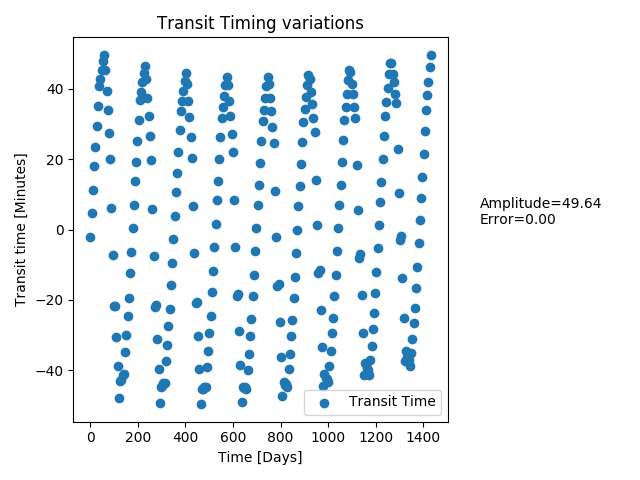 Transit Timing variations
Transit time [Minutes]
40
20
0
−20
−40
0 200 400 600 800 1000 1200 1400
Time [Days]
Transit Time
Amplitude=49.64
Error=0.00